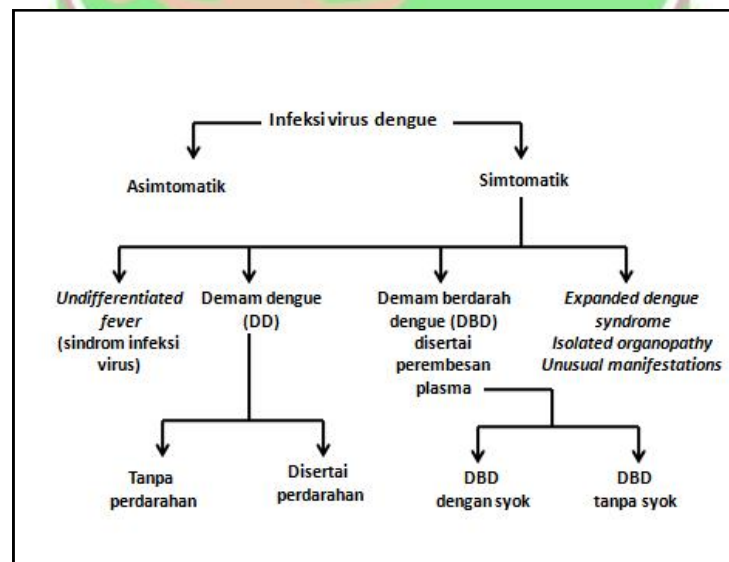 Infeksi virus dengue
Asimtomatik
Simtomatik
Undifferentiated
fever
(sindrom infeksi
virus)
Demam dengue
(DD)
Demam berdarah
dengue (DBD)
disertai
perembesan
plasma
Expanded dengue
syndrome
Isolated organopathy
Unusual manifestations
Tanpa
perdarahan
Disertai
perdarahan
DBD
dengan syok
DBD
tanpa syok